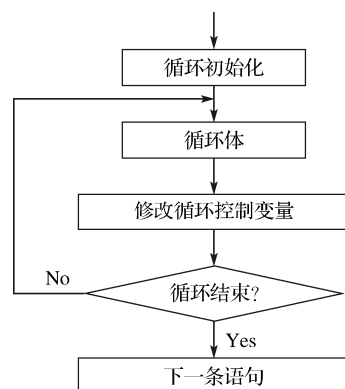 循环初始化
循环体
修改循环控制变量
循环结束?
No
Yes
下一条语句